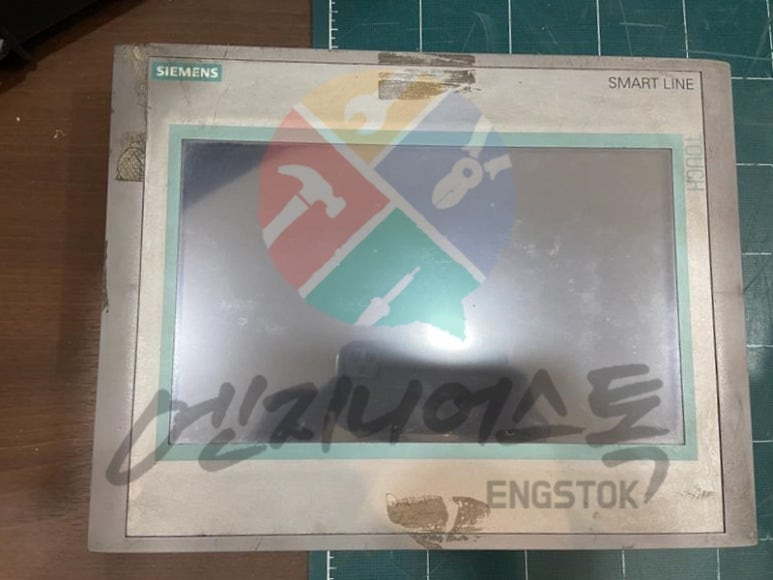 SIEMENS
SMART LINE
TOUCH
엔지니어스톡
ENGSTOK